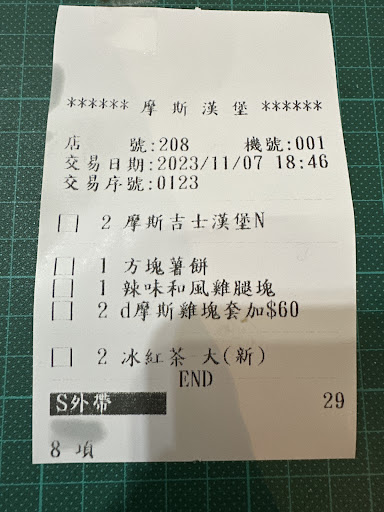 ****** 摩斯漢堡 ******
店 號:208 機號:001
交易日期:2023/11/07 18:46
交易序號:0123
□ 2 摩斯吉士漢堡N
□ 1 方塊薯餅
□ 1 辣味和風雞腿塊
□ 2 d摩斯雞塊套加$60
□ 2 冰紅茶 大(新)
END
S外帶 29
8 項